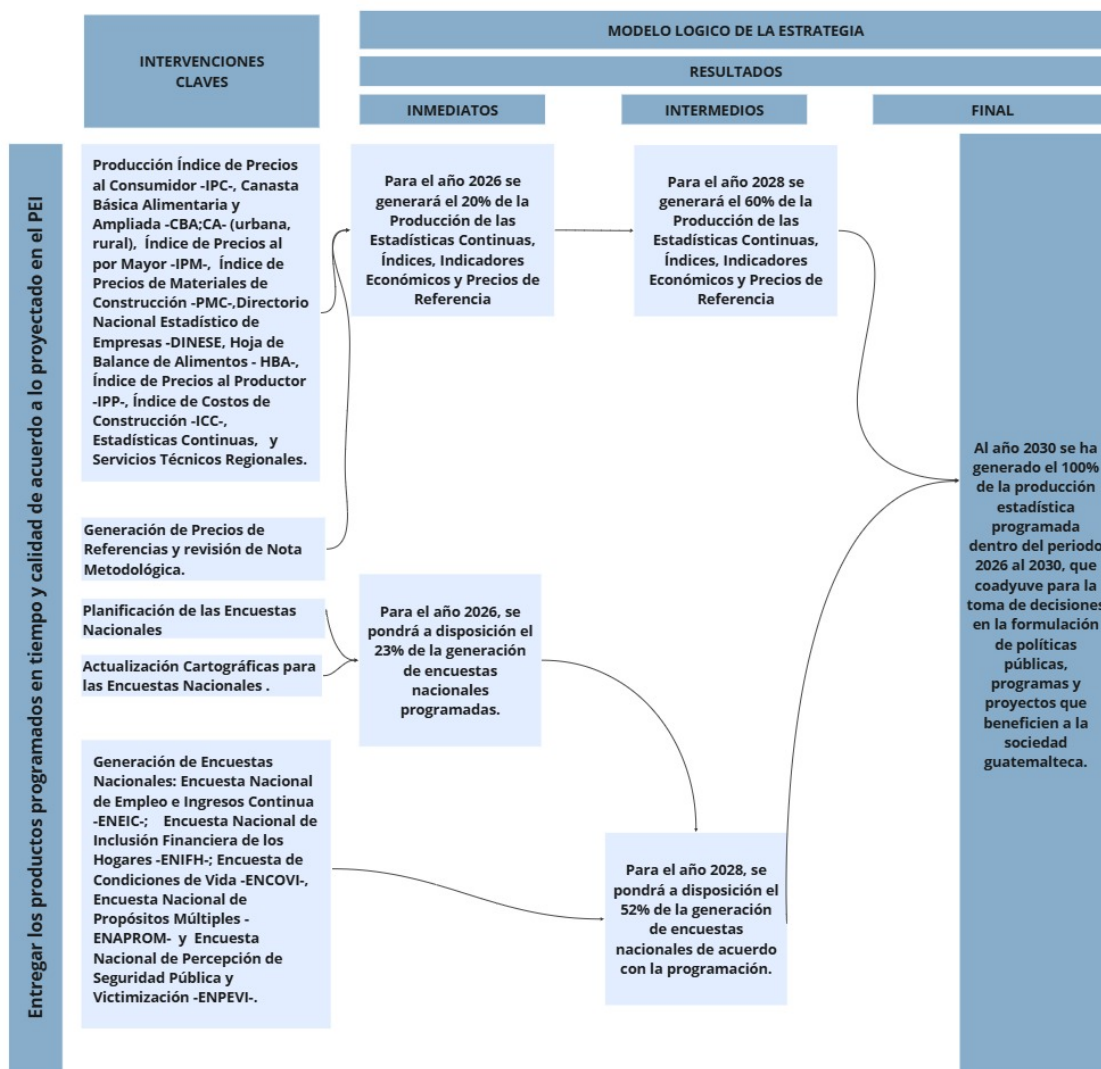 INTERVENCIONES
CLAVES
MODELO LOGICO DE LA ESTRATEGIA
RESULTADOS
INMEDIATOS
INTERMEDIOS
FINAL
Entregar los productos programados en tiempo y calidad de acuerdo a lo proyectado en el PEI
Producción Índice de Precios
al Consumidor -IPC-, Canasta
Básica Alimentaria y
Ampliada -CBA;CA- (urbana,
rural), Índice de Precios al
por Mayor -IPM-, Índice de
Precios de Materiales de
Construcción -PMC-,Directorio
Nacional Estadístico de
Empresas -DINESE, Hoja de
Balance de Alimentos - HBA-,
Índice de Precios al Productor
-IPP-, Índice de Costos de
Construcción -ICC-,
Estadísticas Continuas, y
Servicios Técnicos Regionales.
Para el año 2026 se
generará el 20% de la
Producción de las
Estadísticas Continuas,
Índices, Indicadores
Económicos y Precios de
Referencia
Para el año 2028 se
generará el 60% de la
Producción de las
Estadísticas Continuas,
Índices, Indicadores
Económicos y Precios de
Referencia
Generación de Precios de
Referencias y revisión de Nota
Metodológica.
Planificación de las Encuestas
Nacionales
Actualización Cartográficas para
las Encuestas Nacionales .
Para el año 2026, se
pondrá a disposición el
23% de la generación
de encuestas
nacionales
programadas.
Generación de Encuestas
Nacionales: Encuesta Nacional
de Empleo e Ingresos Continua
-ENEIC-; Encuesta Nacional de
Inclusión Financiera de los
Hogares -ENIFH-; Encuesta de
Condiciones de Vida -ENCOVI-,
Encuesta Nacional de
Propósitos Múltiples -
ENAPROM- y Encuesta
Nacional de Percepción de
Seguridad Pública y
Victimización -ENPEVI-.
Para el año 2028, se
pondrá a disposición el
52% de la generación
de encuestas
nacionales de acuerdo
con la programación.
Al año 2030 se ha
generado el 100%
de la producción
estadística
programada
dentro del periodo
2026 al 2030, que
coadyuve para la
toma de decisiones
en la formulación
de políticas
públicas,
programas y
proyectos que
beneficien a la
sociedad
guatemalteca.